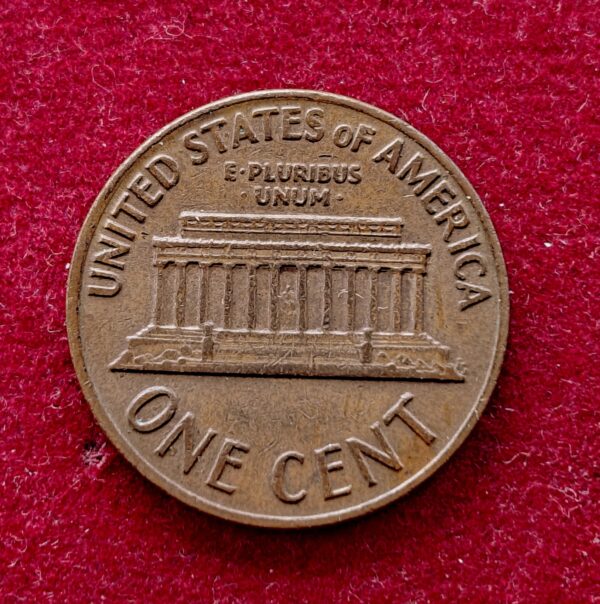 UNITED STATES OF AMERICA
E·PLURIBUS
·UNUM·
ONE CENT